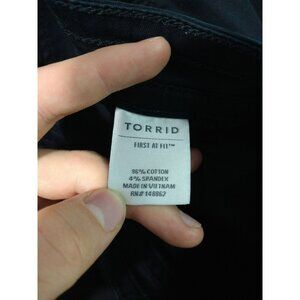 TORRID
FIRST AT FIT™
96% COTTON
4% SPANDEX
MADE IN VIETNAM
RN# 148862